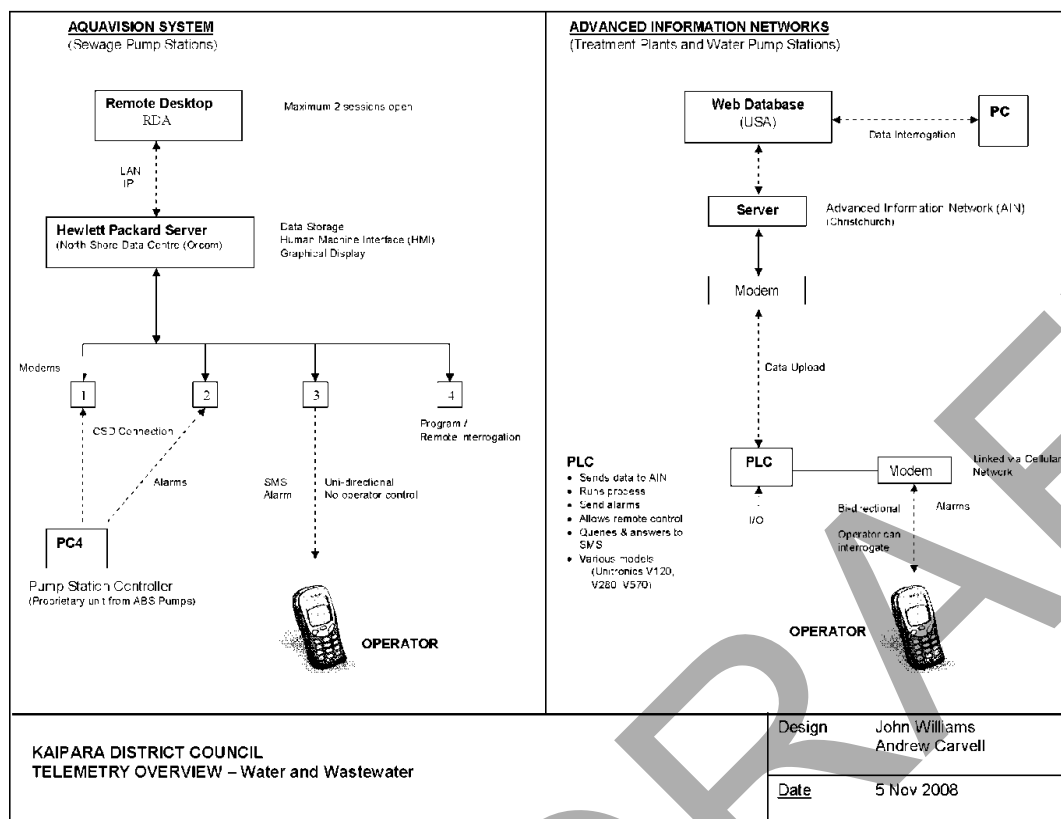 AQUAVISION SYSTEM
(Sewage Pump Stations)
Remote Desktop
RDA
Maximum 2 sessions open
LAN
IP
Hewlett Packard Server
(North Shore Data Centre (Orcom)
Data Storage
Human Machine Interface (HMI)
Graphical Display
Modems
1
2
3
4
CSD Connection
Program /
Remote Interrogation
Alarms
SMS
Alarm
Uni-directional
No operator control
PC4
Pump Station Controller
(Proprietary unit from ABS Pumps)
OPERATOR
ADVANCED INFORMATION NETWORKS
(Treatment Plants and Water Pump Stations)
Web Database
(USA)
PC
Data Interrogation
Server
Advanced Information Network (AIN)
(Christchurch)
Modem
Data Upload
PLC
• Sends data to AIN
• Runs process
• Send alarms
• Allows remote control
• Queries & answers to
SMS
• Various models
(Unitronics V120,
V280, V570)
PLC
I/O
Modem
Linked via Cellular
Network
Bi-directional
Alarms
Operator can
interrogate
OPERATOR
KAIPARA DISTRICT COUNCIL
TELEMETRY OVERVIEW – Water and Wastewater
Design
John Williams
Andrew Carvell
Date
5 Nov 2008